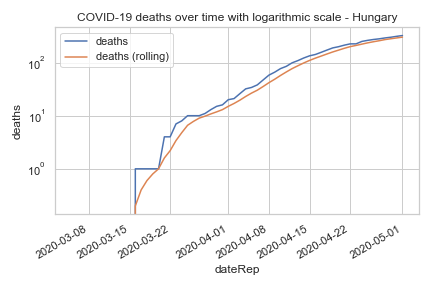 COVID-19 deaths over time with logarithmic scale - Hungary
deaths
deaths (rolling)
10²
10¹
10⁰
deaths
2020-03-08
2020-03-15
2020-03-22
2020-04-01
2020-04-08
2020-04-15
2020-04-22
2020-05-01
dateRep